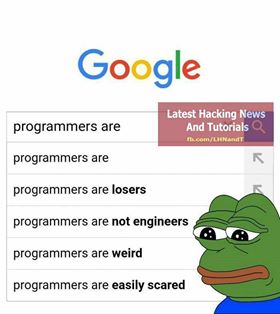 Google
Latest Hacking News
And Tutorials
fb.com/LHNandT
programmers are
programmers are
programmers are losers
programmers are not engineers
programmers are weird
programmers are easily scared